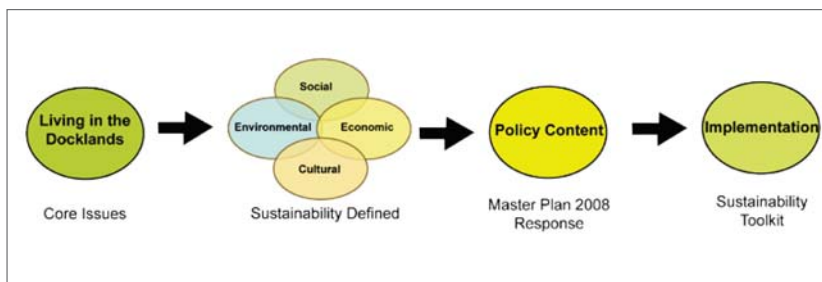 Living in the
Docklands
Core Issues
Social
Environmental
Economic
Cultural
Sustainability Defined
Policy Content
Master Plan 2008
Response
Implementation
Sustainability
Toolkit